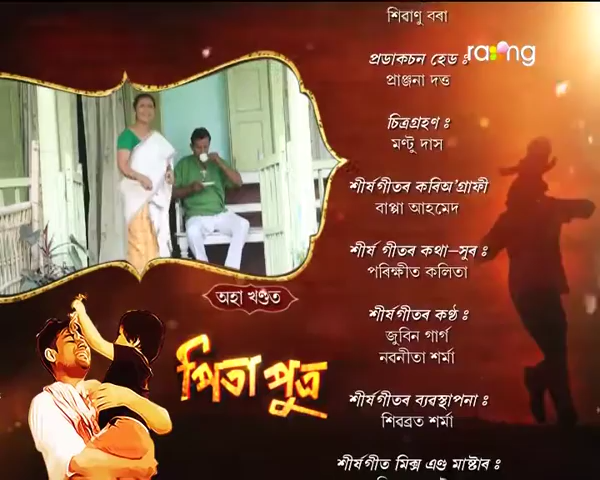 শিৱানু বৰা
rang
প্ৰডাকচন হেড ঃ
প্ৰাঞ্জনা দত্ত
চিত্ৰগ্ৰহণ ঃ
মণ্টু দাস
শীৰ্ষগীতৰ কৰিঅ'গ্ৰাফী
বাপ্পা আহমেদ
শীৰ্ষ গীতৰ কথা–সুৰ ঃ
পৰিক্ষীত কলিতা
অহা খণ্ডত
শীৰ্ষগীতৰ কণ্ঠ ঃ
জুবিন গাৰ্গ
নবনীতা শৰ্মা
পিতা পুত্ৰ
শীৰ্ষগীতৰ ব্যৱস্থাপনা ঃ
শিবব্ৰত শৰ্মা
শীৰ্ষগীত মিক্স এণ্ড মাষ্টাৰ ঃ